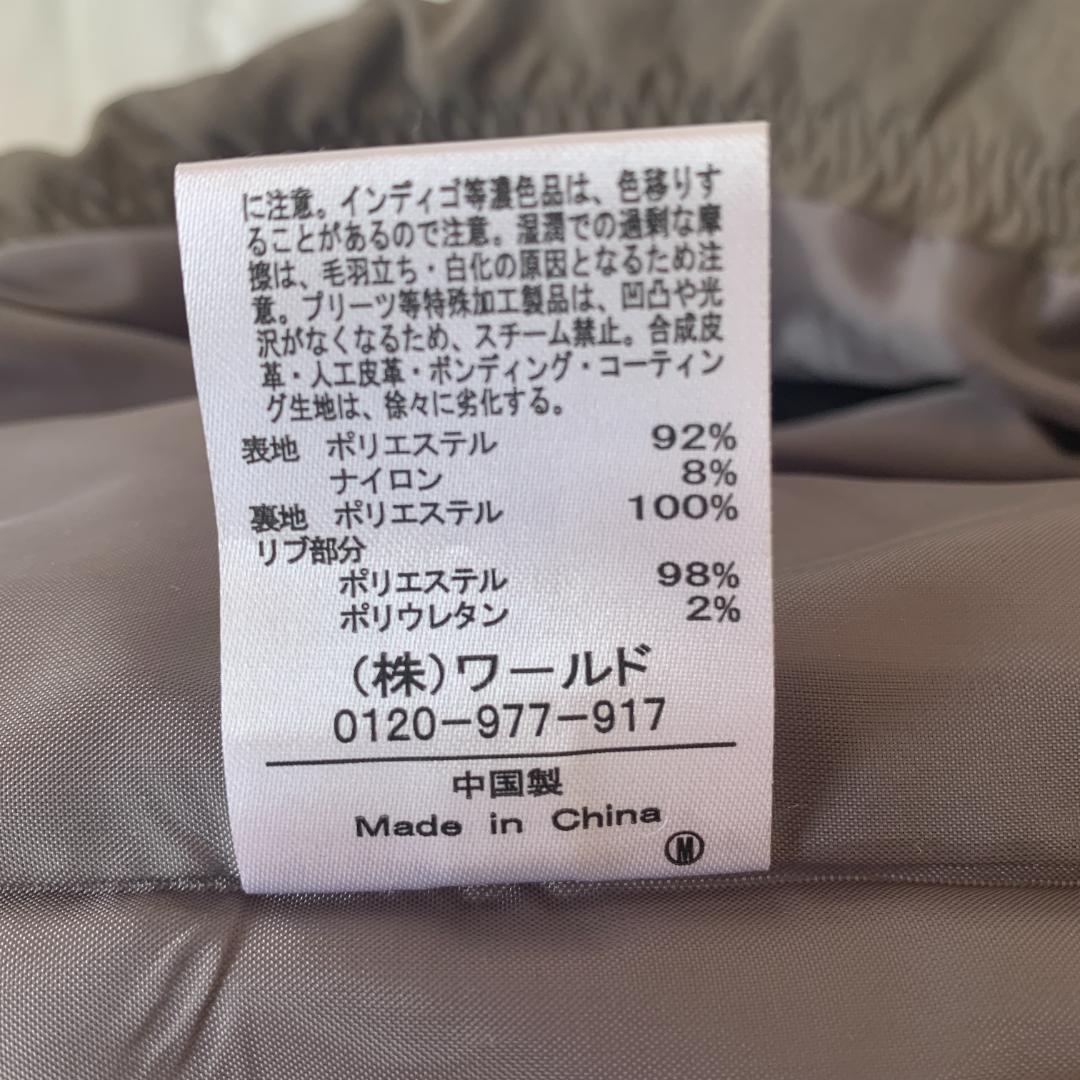 に注意。インディゴ等濃色品は、色移りす
ることがあるので注意。湿潤での過剰な摩
擦は、毛羽立ち・白化の原因となるため注
意。プリーツ等特殊加工製品は、凹凸や光
沢がなくなるため、スチーム禁止。合成皮
革・人工皮革・ボンディング・コーティン
グ生地は、徐々に劣化する。
表地 ポリエステル 92%
ナイロン 8%
裏地 ポリエステル 100%
リブ部分
ポリエステル 98%
ポリウレタン 2%
(株)ワールド
0120-977-917
中国製
Made in China
Ⓜ